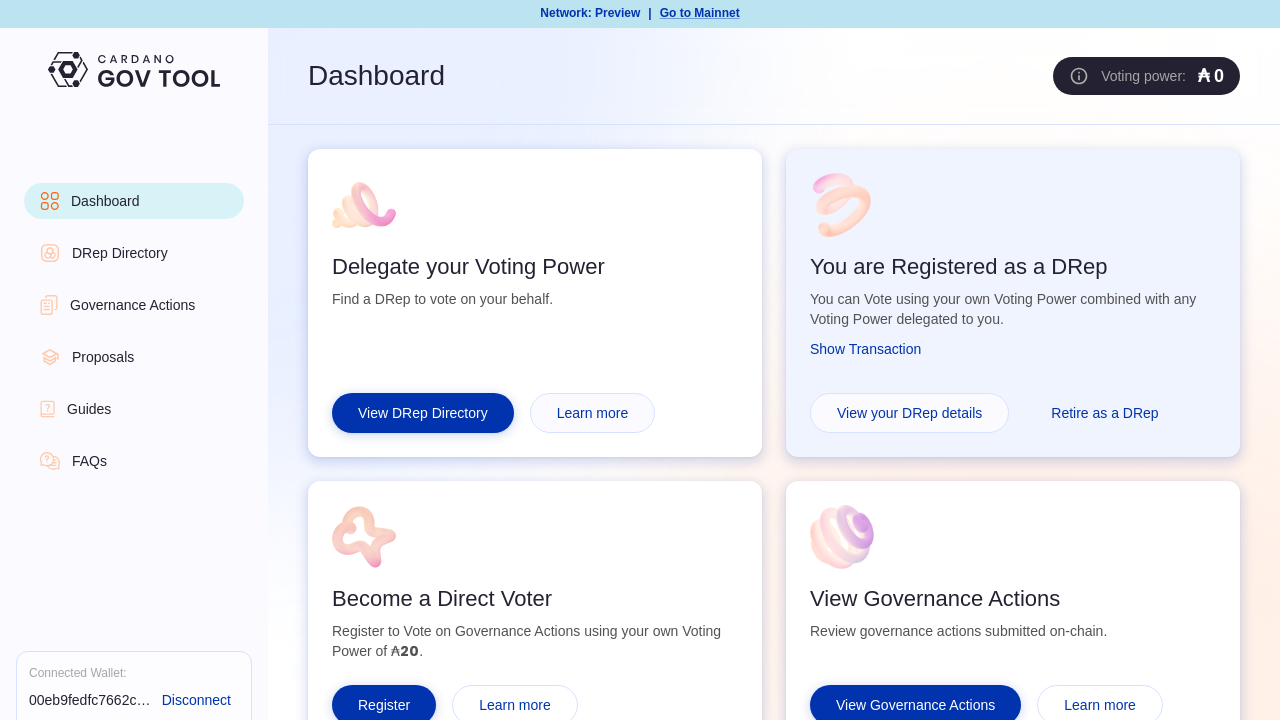 Network: Preview | Go to Mainnet
CARDANO
GOV TOOL
Dashboard
DRep Directory
Governance Actions
Proposals
Guides
FAQs
Connected Wallet:
00eb9fedfc7662c… Disconnect
Dashboard
Voting power: ₳ 0
Delegate your Voting Power
Find a DRep to vote on your behalf.
View DRep Directory Learn more
You are Registered as a DRep
You can Vote using your own Voting Power combined with any
Voting Power delegated to you.
Show Transaction
View your DRep details Retire as a DRep
Become a Direct Voter
Register to Vote on Governance Actions using your own Voting
Power of ₳20.
Register Learn more
View Governance Actions
Review governance actions submitted on-chain.
View Governance Actions Learn more